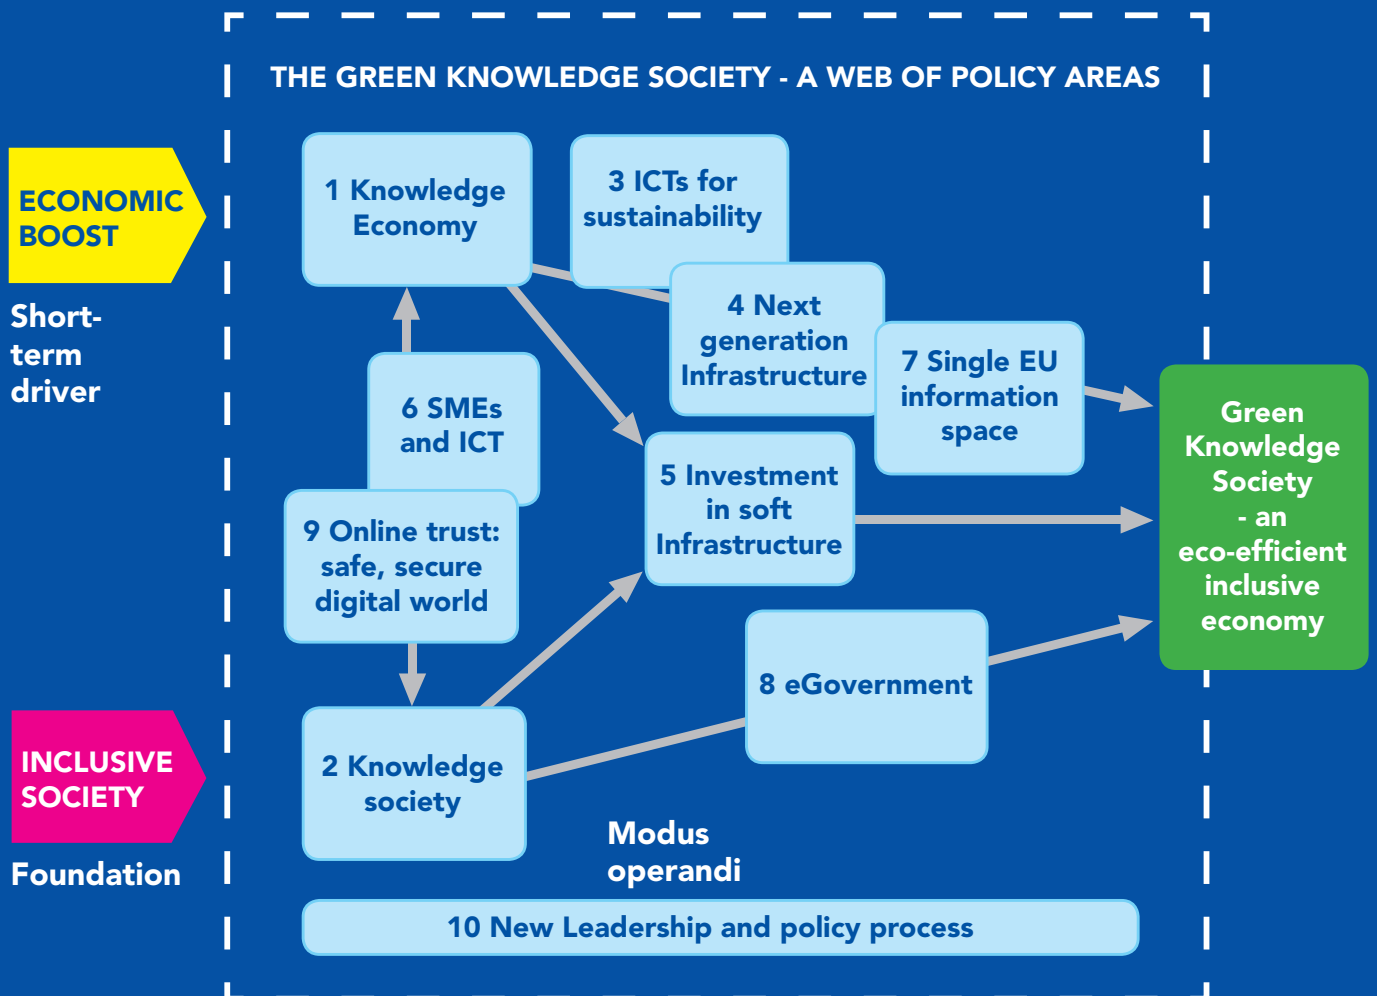 THE GREEN KNOWLEDGE SOCIETY - A WEB OF POLICY AREAS
ECONOMIC
BOOST
Short-
term
driver
1 Knowledge
Economy
3 ICTs for
sustainability
4 Next
generation
Infrastructure
7 Single EU
information
space
6 SMEs
and ICT
5 Investment
in soft
Infrastructure
9 Online trust:
safe, secure
digital world
Green
Knowledge
Society
- an
eco-efficient
inclusive
economy
8 eGovernment
INCLUSIVE
SOCIETY
Foundation
2 Knowledge
society
Modus
operandi
10 New Leadership and policy process